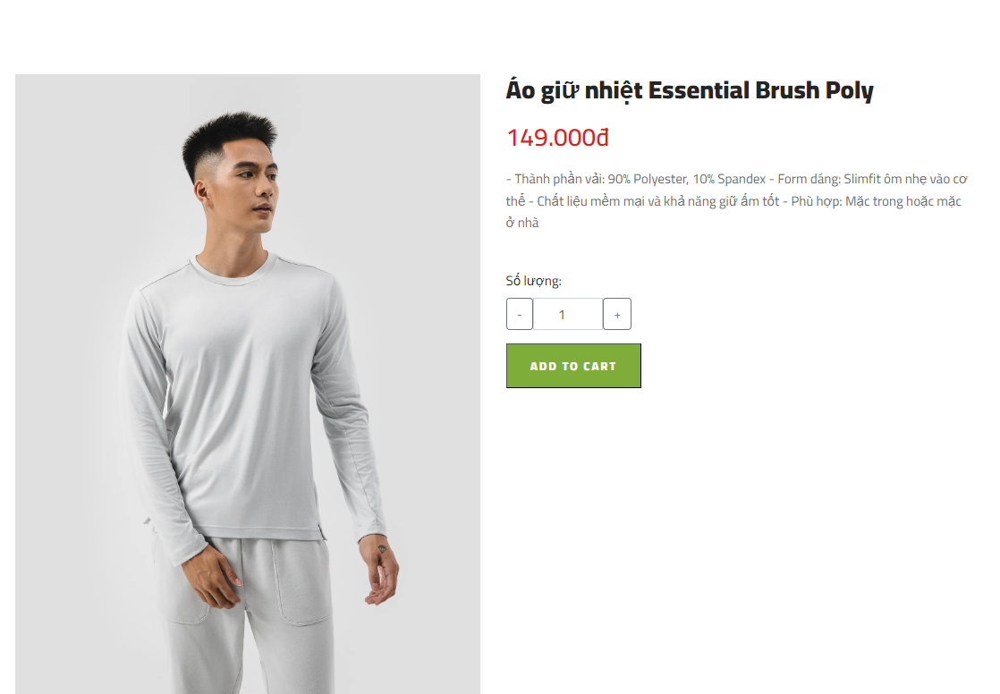 Áo giữ nhiệt Essential Brush Poly
149.000đ
- Thành phần vải: 90% Polyester, 10% Spandex - Form dáng: Slimfit ôm nhẹ vào cơ
thể - Chất liệu mềm mại và khả năng giữ ấm tốt - Phù hợp: Mặc trong hoặc mặc
ở nhà
Số lượng:
- 1 +
ADD TO CART